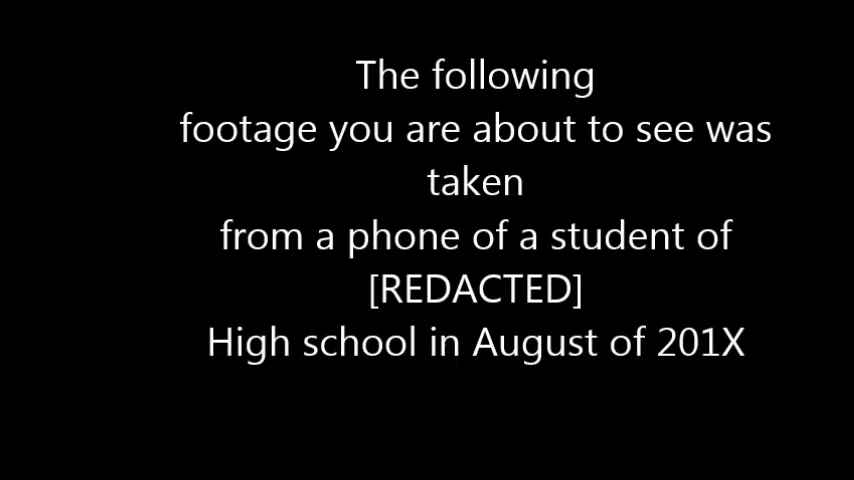 The following
footage you are about to see was
taken
from a phone of a student of
[REDACTED]
High school in August of 201X